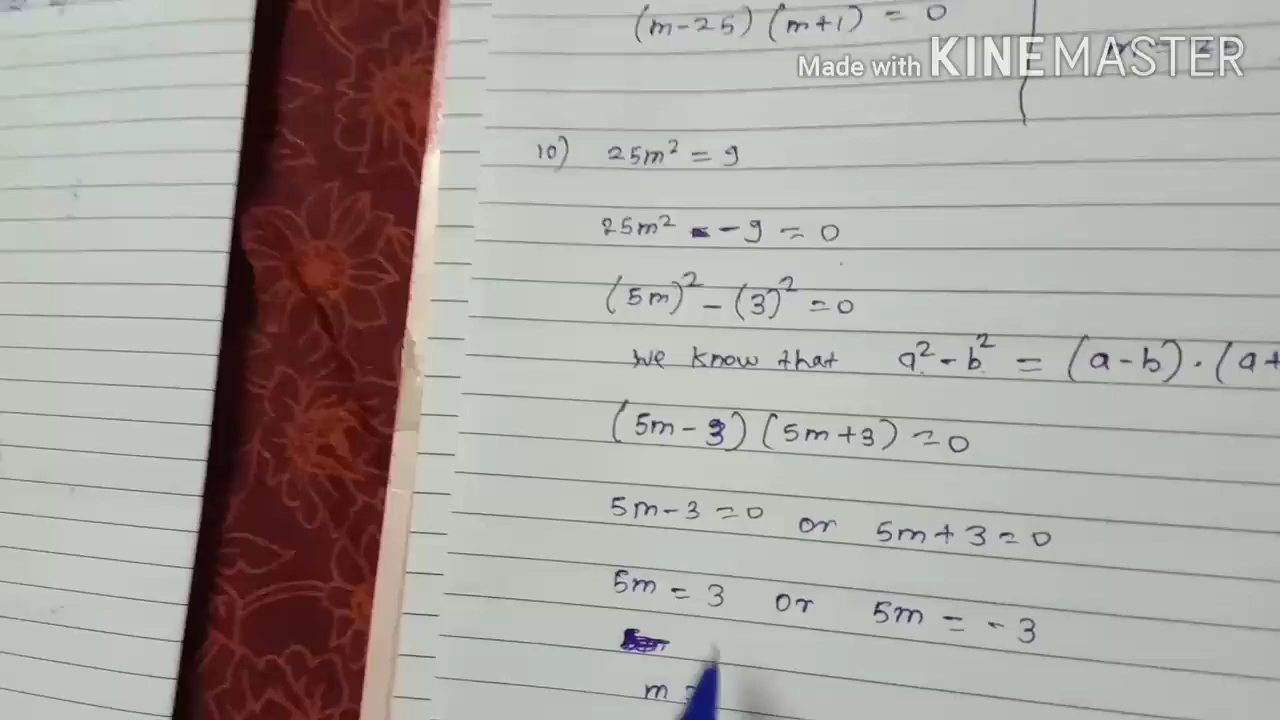 (m-25) (m+1) = 0
Made with KINEMASTER
10) 25m² = 9
25m² - 9 = 0
(5m)² - (3)² = 0
We know that a² - b² = (a-b) . (a+
(5m - 3) (5m + 3) = 0
5m - 3 = 0 or 5m + 3 = 0
5m = 3 or 5m = -3
m =